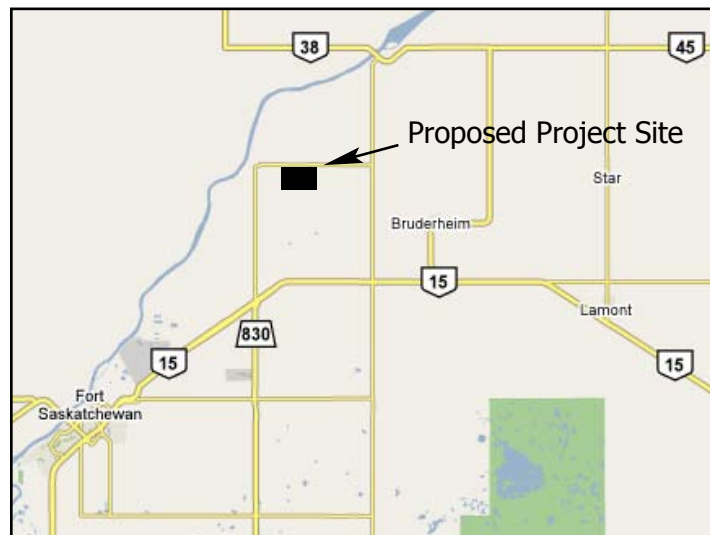 38
45
Proposed Project Site
Star
Bruderheim
15
Lamont
830
15
15
Fort
Saskatchewan